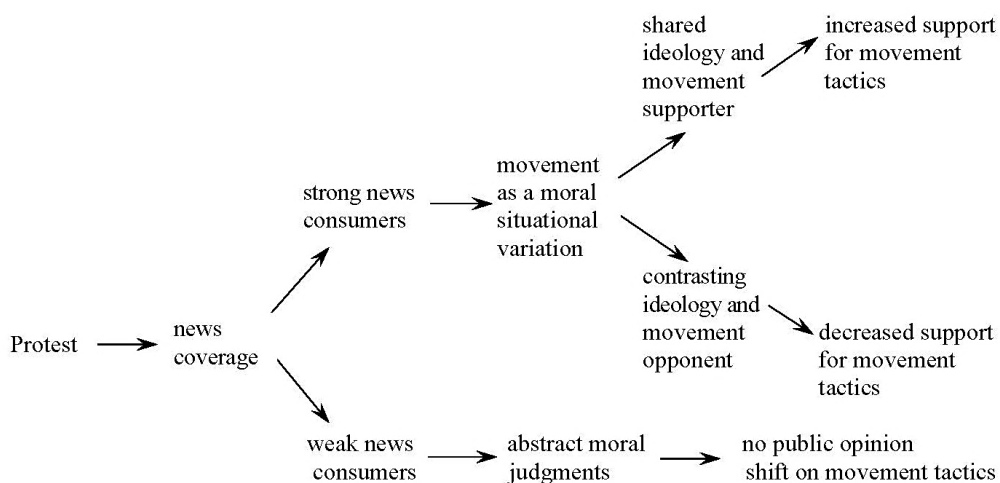 Protest
news
coverage
strong news
consumers
movement
as a moral
situational
variation
shared
ideology and
movement
supporter
increased support
for movement
tactics
contrasting
ideology and
movement
opponent
decreased support
for movement
tactics
weak news
consumers
abstract moral
judgments
no public opinion
shift on movement tactics